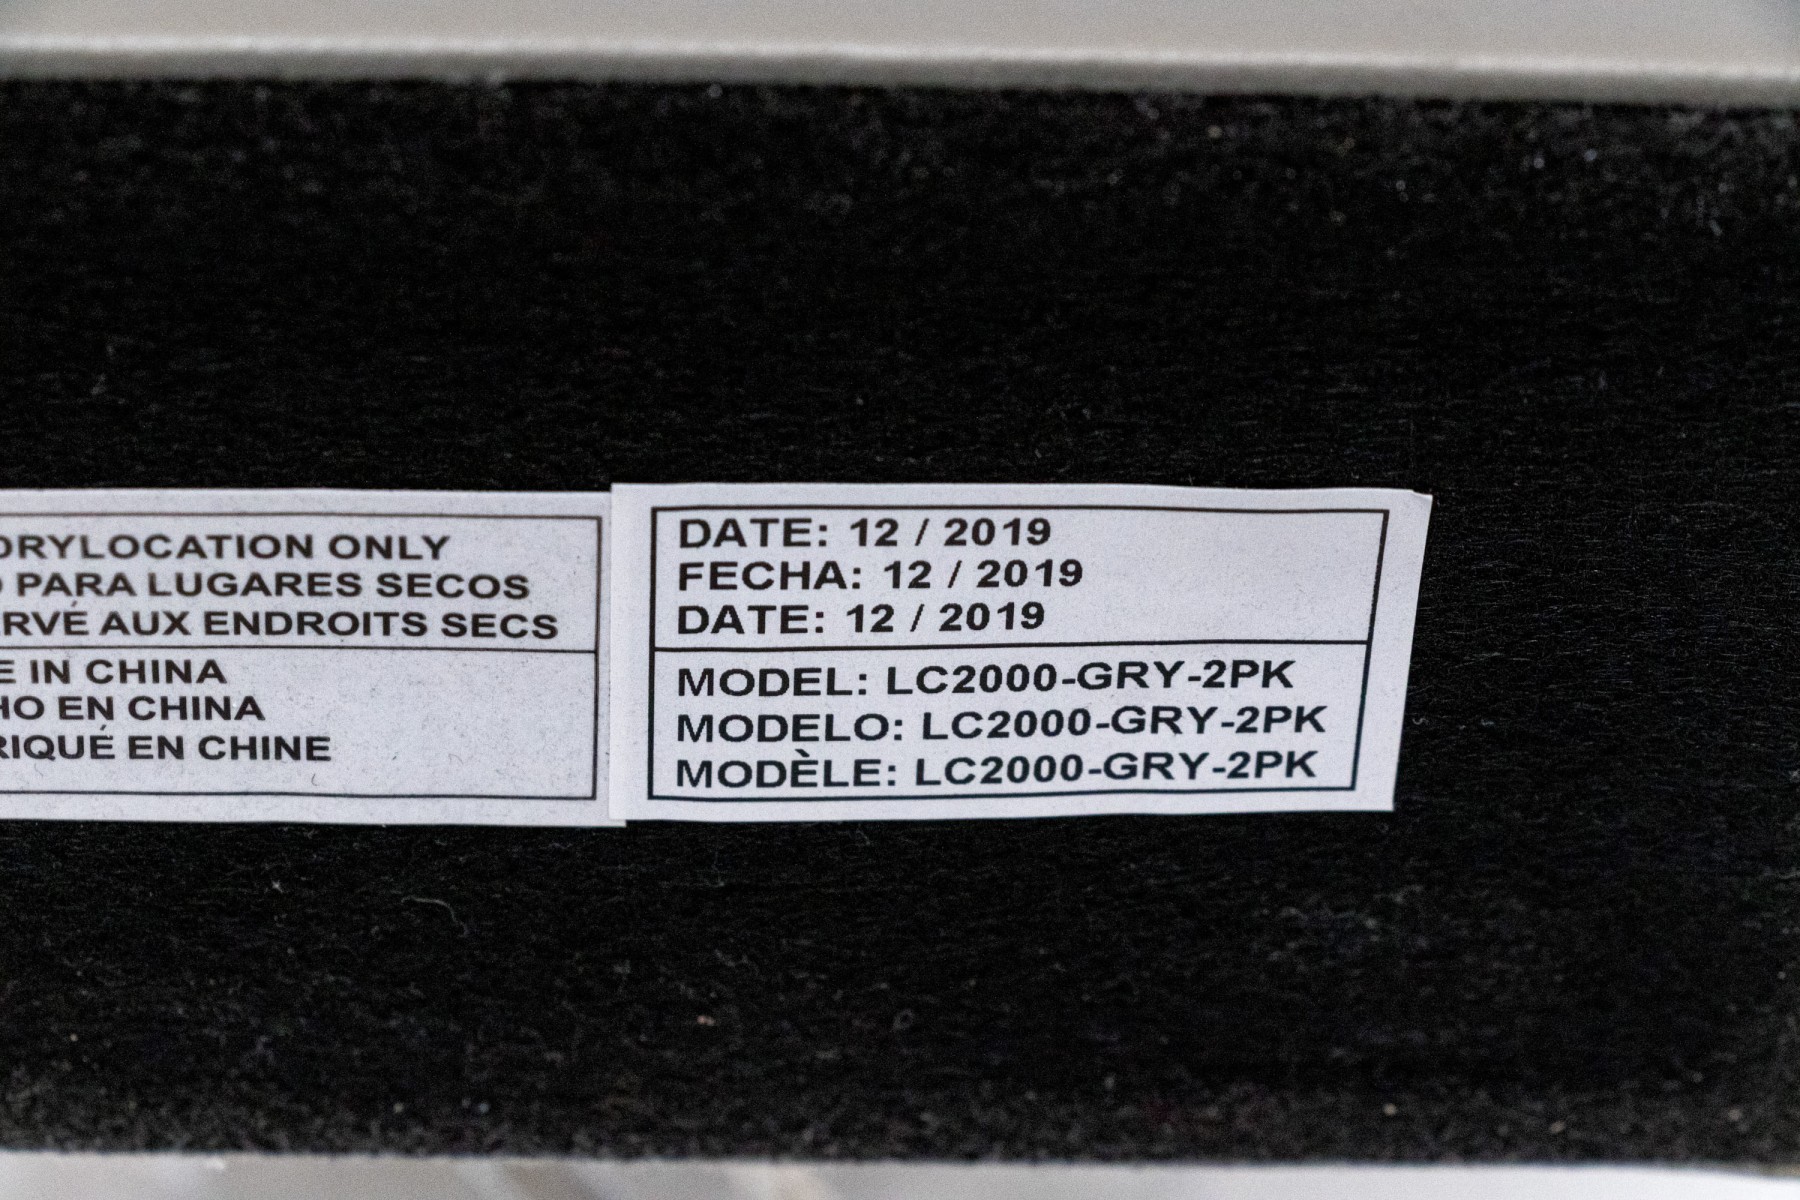 DRYLOCATION ONLY
PARA LUGARES SECOS
RVÉ AUX ENDROITS SECS
E IN CHINA
HO EN CHINA
RIQUÉ EN CHINE
DATE: 12 / 2019
FECHA: 12 / 2019
DATE: 12 / 2019
MODEL: LC2000-GRY-2PK
MODELO: LC2000-GRY-2PK
MODÈLE: LC2000-GRY-2PK